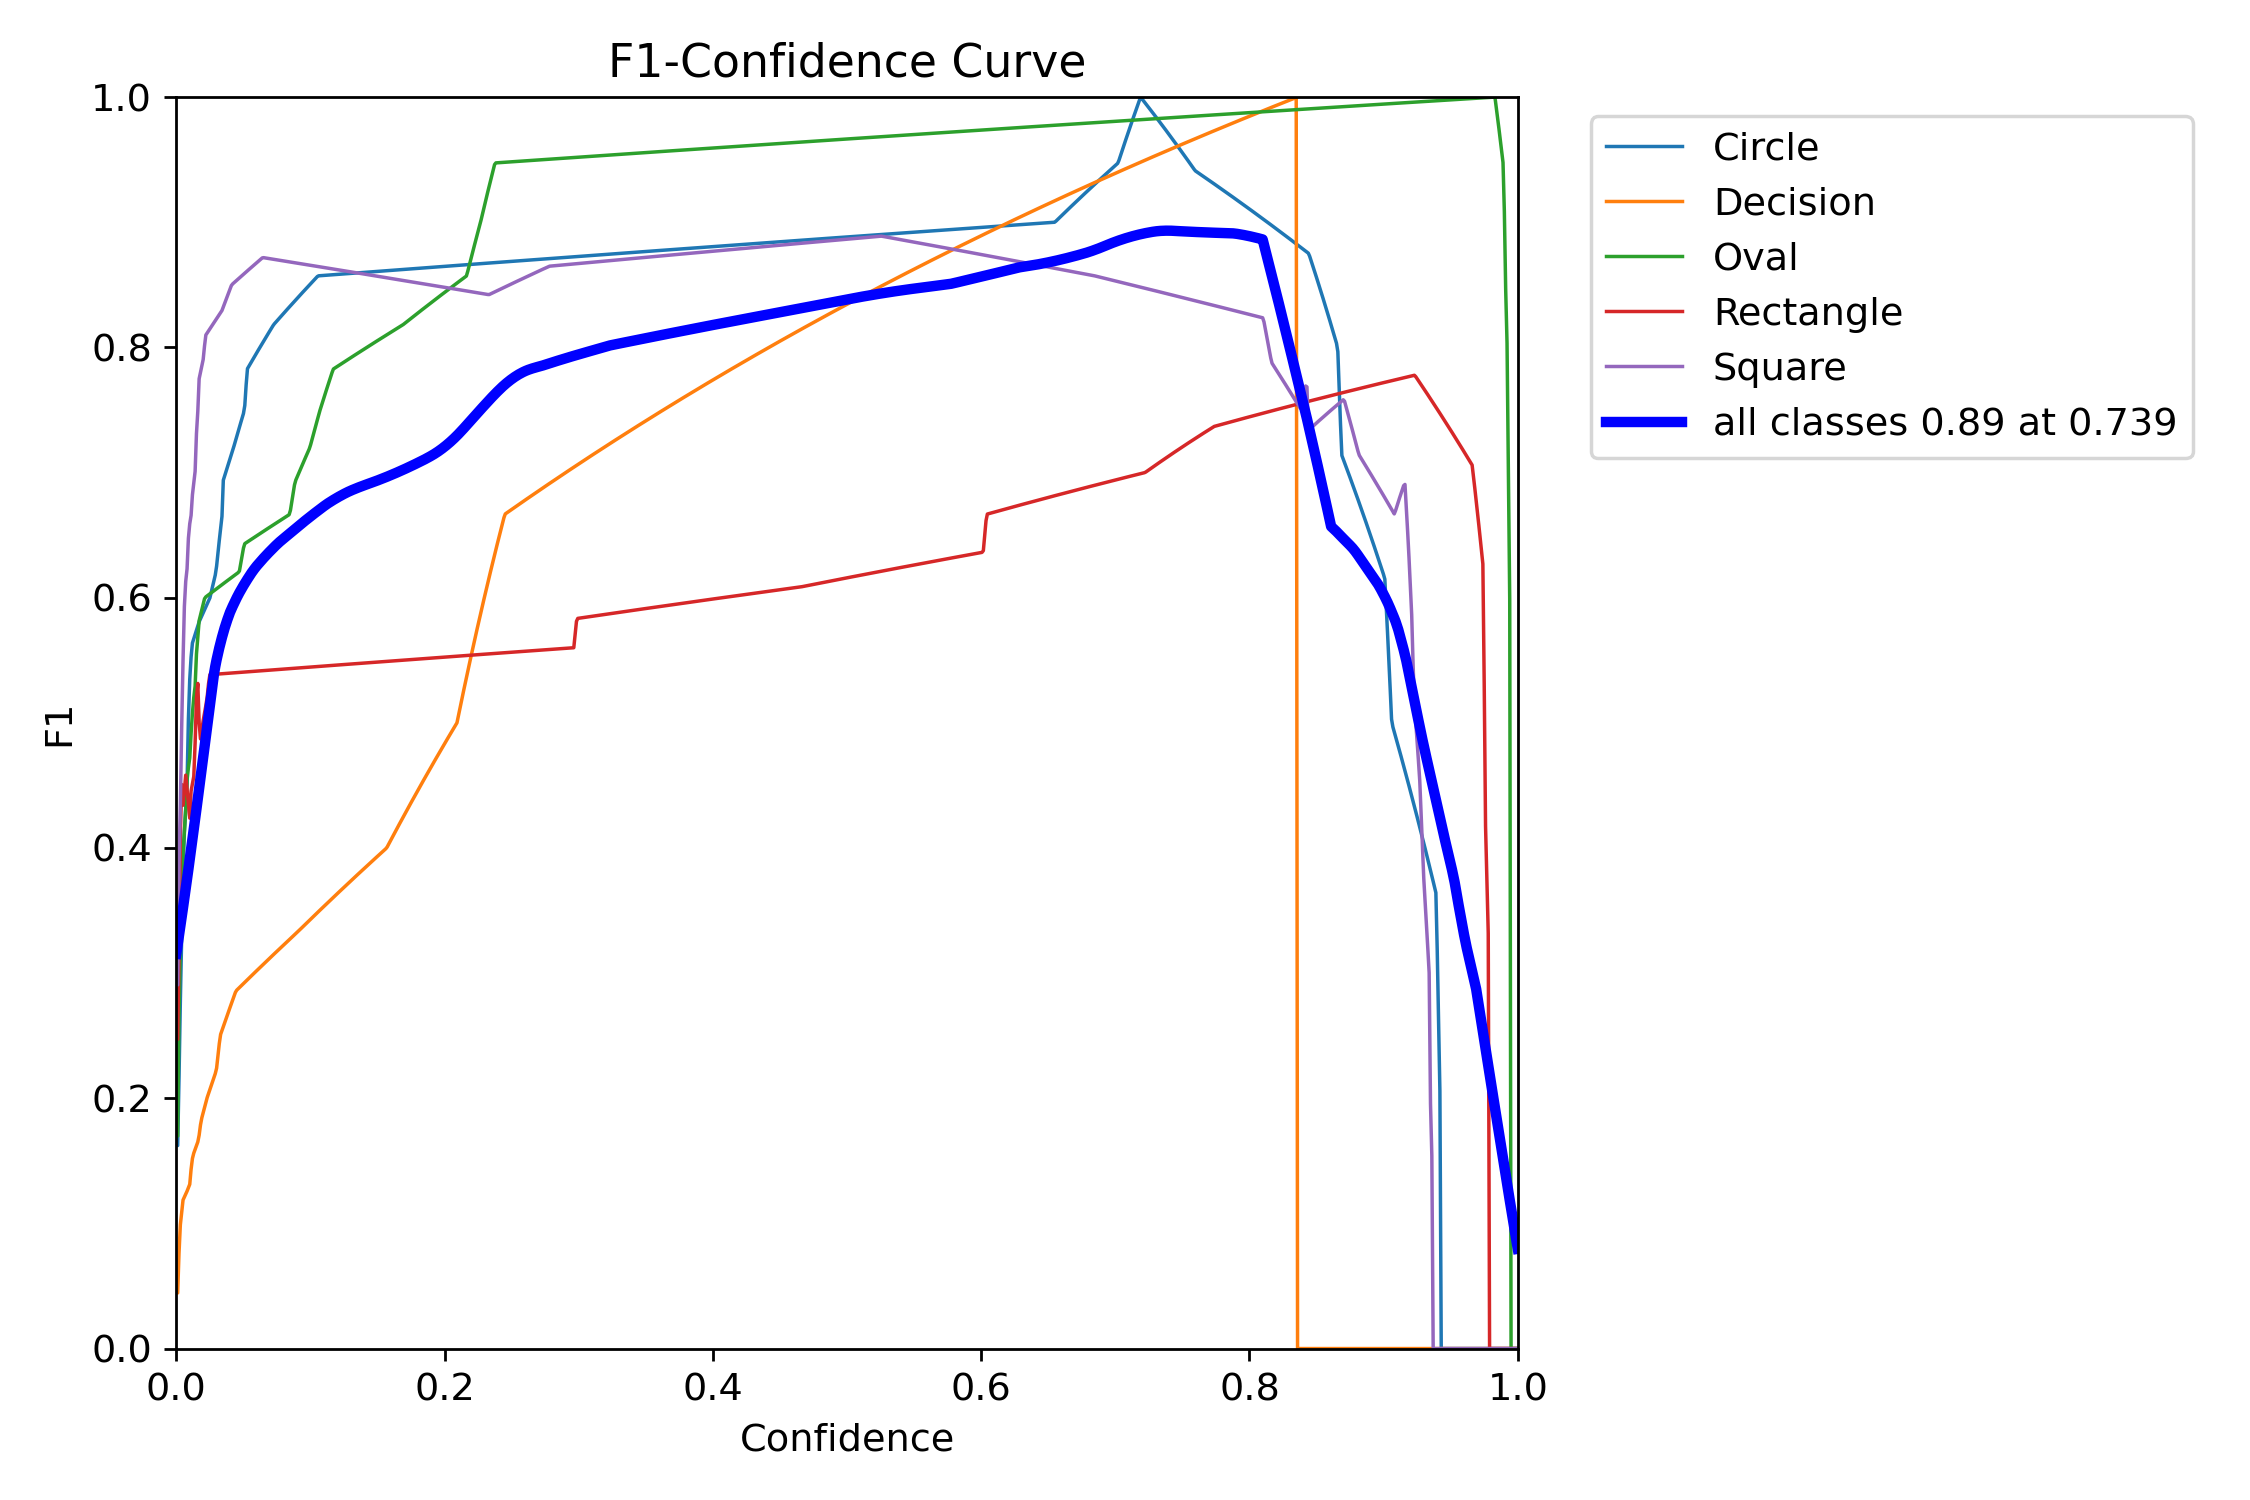 F1-Confidence Curve
1.0
0.8
0.6
0.4
0.2
0.0
F1
0.0 0.2 0.4 0.6 0.8 1.0
Confidence
Circle
Decision
Oval
Rectangle
Square
all classes 0.89 at 0.739